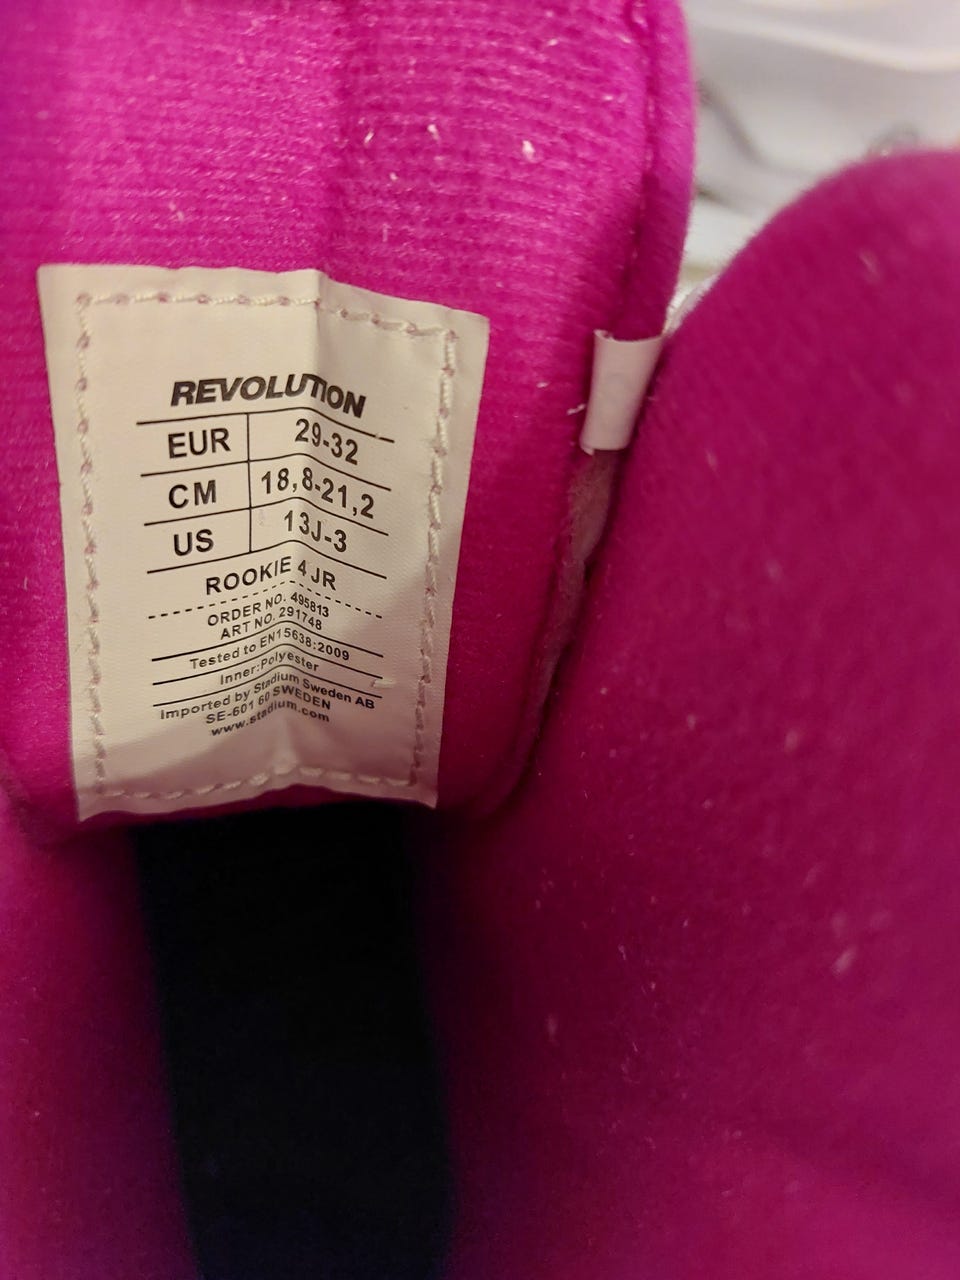 REVOLUTION
EUR 29-32
CM 18,8-21,2
US 13J-3
ROOKIE 4 JR
ORDER NO. 495813
ART NO. 291748
Tested to EN15638:2009
Inner:Polyester
Imported by Stadium Sweden AB
SE-601 60 SWEDEN
www.stadium.com